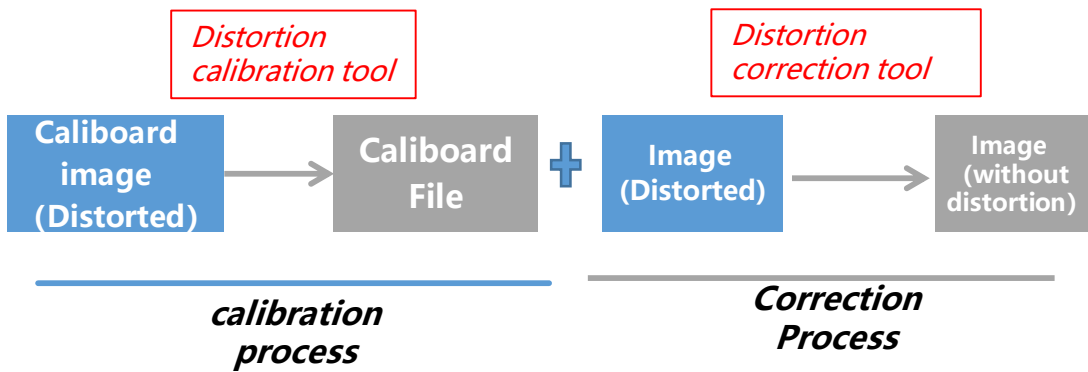 Distortion
calibration tool
Distortion
correction tool
Caliboard
image
(Distorted)
Caliboard
File
Image
(Distorted)
Image
(without
distortion)
calibration
process
Correction
Process